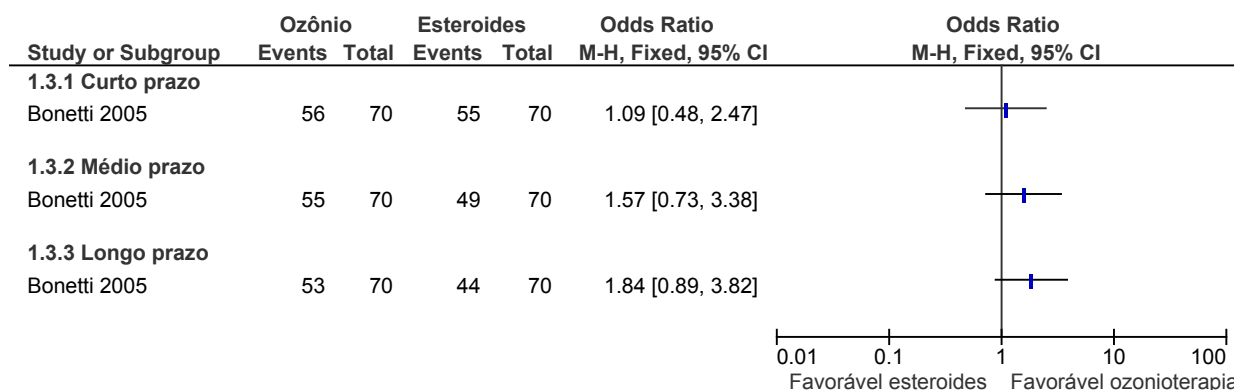 Ozônio Esteroides Odds Ratio Odds Ratio
Study or Subgroup Events Total Events Total M-H, Fixed, 95% CI M-H, Fixed, 95% CI
1.3.1 Curto prazo
Bonetti 2005 56 70 55 70 1.09 [0.48, 2.47]
1.3.2 Médio prazo
Bonetti 2005 55 70 49 70 1.57 [0.73, 3.38]
1.3.3 Longo prazo
Bonetti 2005 53 70 44 70 1.84 [0.89, 3.82]
0.01 0.1 1 10 100
Favorável esteroides Favorável ozonioterapia